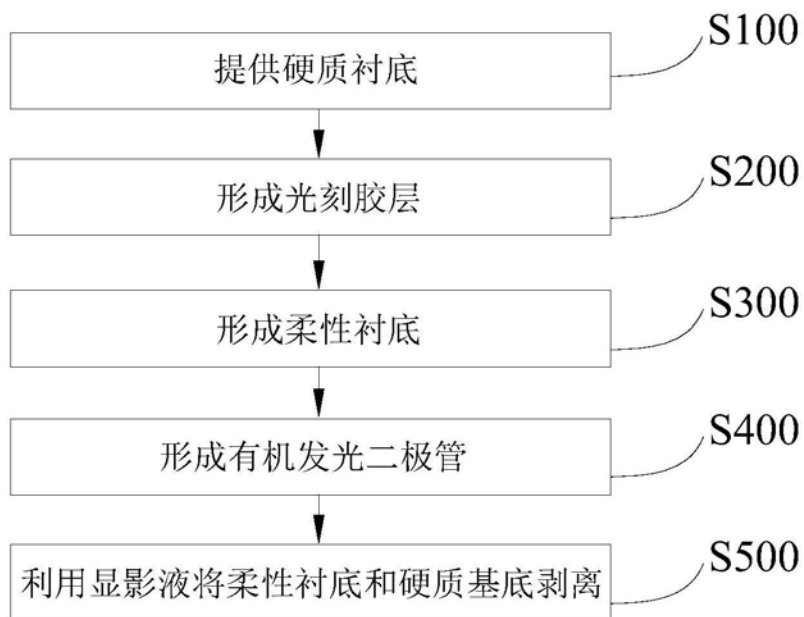 S100
提供硬质衬底
S200
形成光刻胶层
S300
形成柔性衬底
S400
形成有机发光二极管
S500
利用显影液将柔性衬底和硬质基底剥离